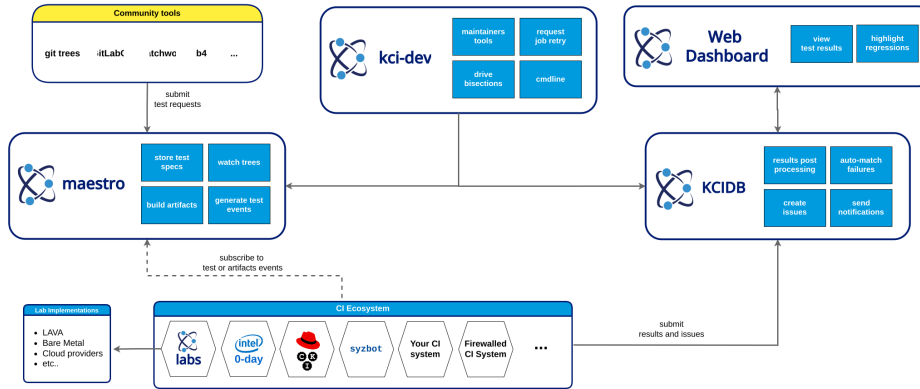 Community tools
git trees
b4
...
submit
test requests
kci-dev
maintainers
tools
request
job retry
drive
bisections
cmdline
Web
Dashboard
view
test results
highlight
regressions
maestro
store test
specs
watch trees
build artifacts
generate test
events
KCIDB
results post
processing
auto-match
failures
create
issues
send
notifications
subscribe to
test or artifacts events
submit
results and issues
Lab Implementations
• LAVA
• Bare Metal
• Cloud providers
• etc..
CI Ecosystem
labs
intel
0-day
C K
I
syzbot
Your CI
system
Firewalled
CI System
...